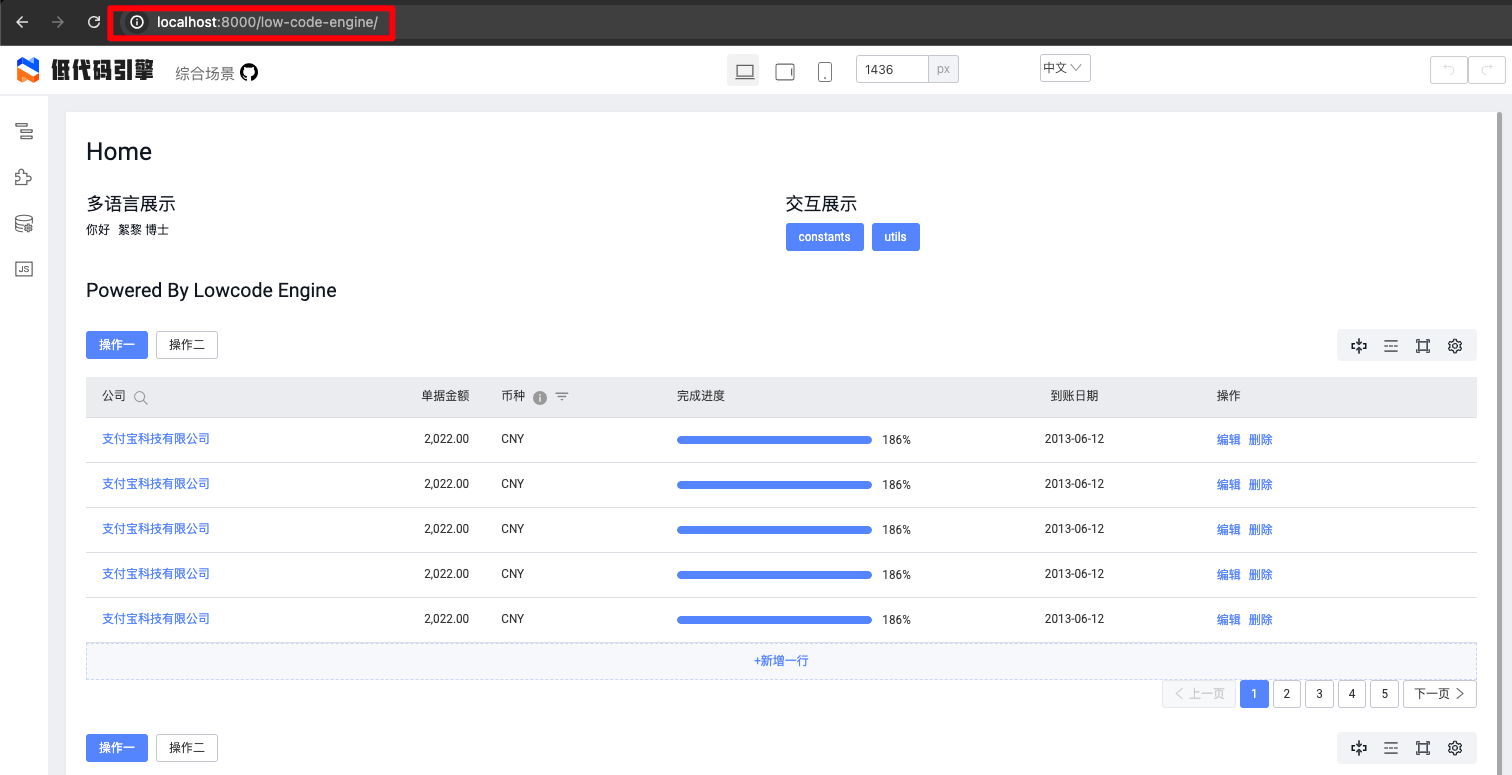 localhost:8000/low-code-engine/
低代码引擎 综合场景 1436 px 中文
Home
多语言展示 交互展示
你好 絮黎 博士 constants utils
Powered By Lowcode Engine
操作一 操作二
公司 单据金额 币种 完成进度 到账日期 操作
支付宝科技有限公司 2,022.00 CNY 186% 2013-06-12 编辑 删除
支付宝科技有限公司 2,022.00 CNY 186% 2013-06-12 编辑 删除
支付宝科技有限公司 2,022.00 CNY 186% 2013-06-12 编辑 删除
支付宝科技有限公司 2,022.00 CNY 186% 2013-06-12 编辑 删除
支付宝科技有限公司 2,022.00 CNY 186% 2013-06-12 编辑 删除
+新增一行
上一页 1 2 3 4 5 下一页
操作一 操作二
JS